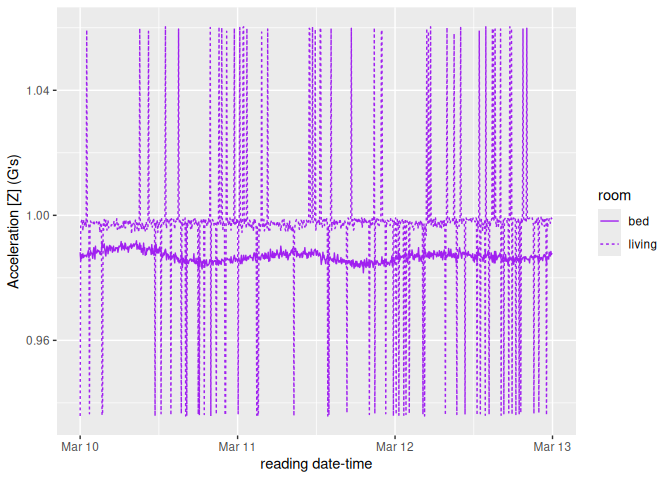 Acceleration [Z] (G's)
1.04
1.00
0.96
Mar 10 Mar 11 Mar 12 Mar 13
reading date-time
room
bed
living